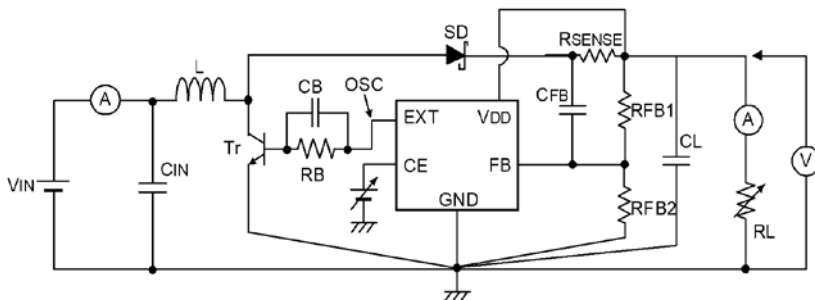 SD
RSENSE
L
A
CB
OSC
CFB
EXT
VDD
RFB1
CL
A
Tr
CIN
RB
CE
FB
V
VIN
GND
RFB2
RL